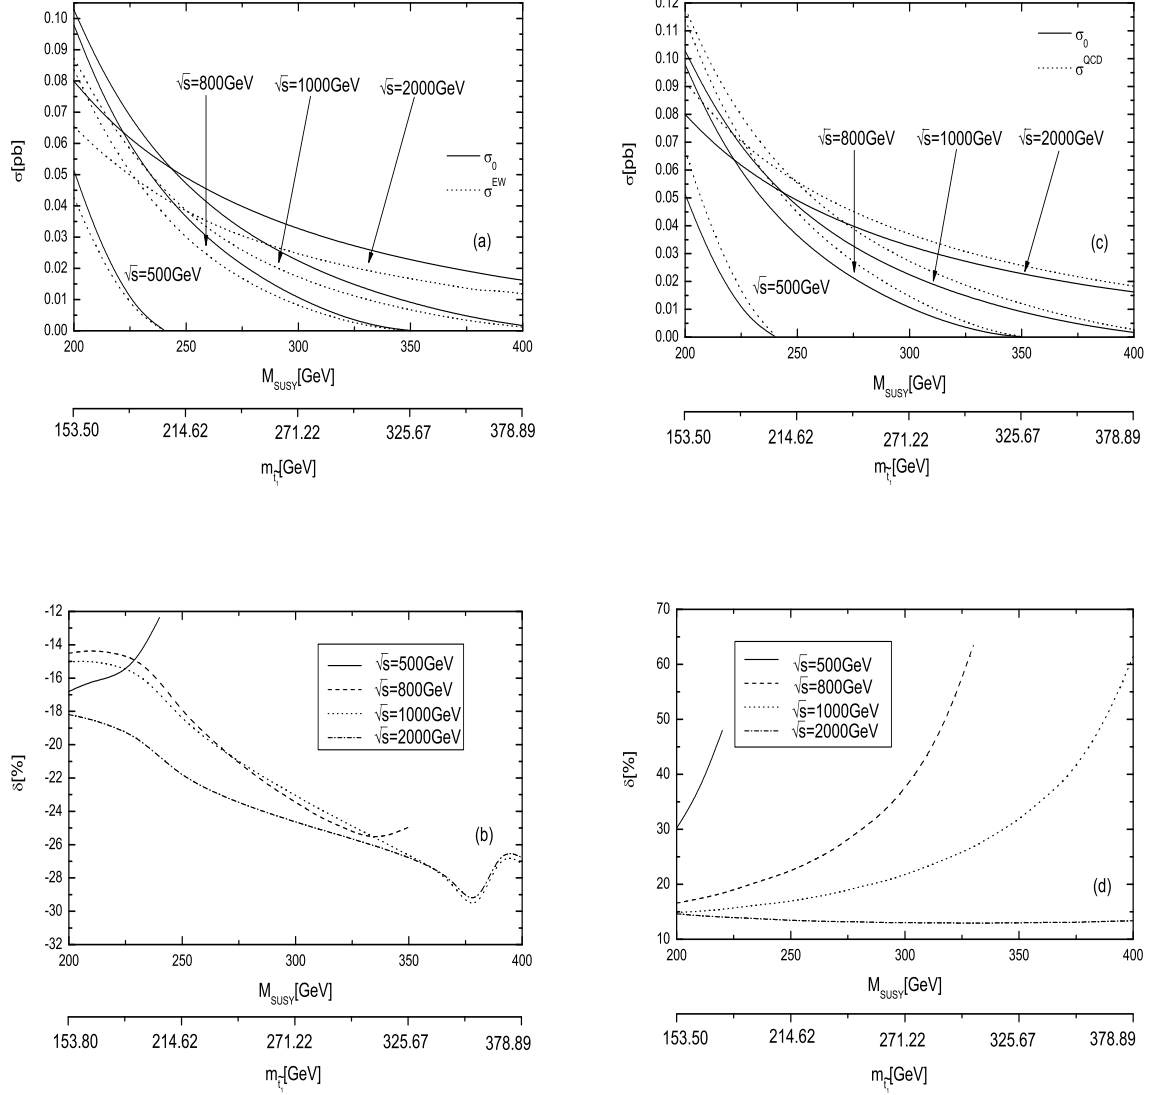 0.10
0.09
0.08
0.07
0.06
0.05
0.04
0.03
0.02
0.01
0.00
σ[pb]
√s=800GeV
√s=1000GeV
√s=2000GeV
σ0
σEW
(a)
√s=500GeV
200 250 300 350 400
MSUSY[GeV]
153.50 214.62 271.22 325.67 378.89
mt̃1[GeV]
0.12
0.11
0.10
0.09
0.08
0.07
0.06
0.05
0.04
0.03
0.02
0.01
0.00
σ[pb]
σ0
σQCD
√s=800GeV
√s=1000GeV
√s=2000GeV
(c)
√s=500GeV
200 250 300 350 400
MSUSY[GeV]
153.50 214.62 271.22 325.67 378.89
mt̃1[GeV]
-12
-14
-16
-18
-20
-22
-24
-26
-28
-30
-32
δ[%]
√s=500GeV
√s=800GeV
√s=1000GeV
√s=2000GeV
(b)
200 250 300 350 400
MSUSY[GeV]
153.80 214.62 271.22 325.67 378.89
mt̃1[GeV]
70
60
50
40
30
20
10
δ[%]
√s=500GeV
√s=800GeV
√s=1000GeV
√s=2000GeV
(d)
200 250 300 350 400
MSUSY[GeV]
153.80 214.62 271.22 325.67 378.89
mt̃1[GeV]